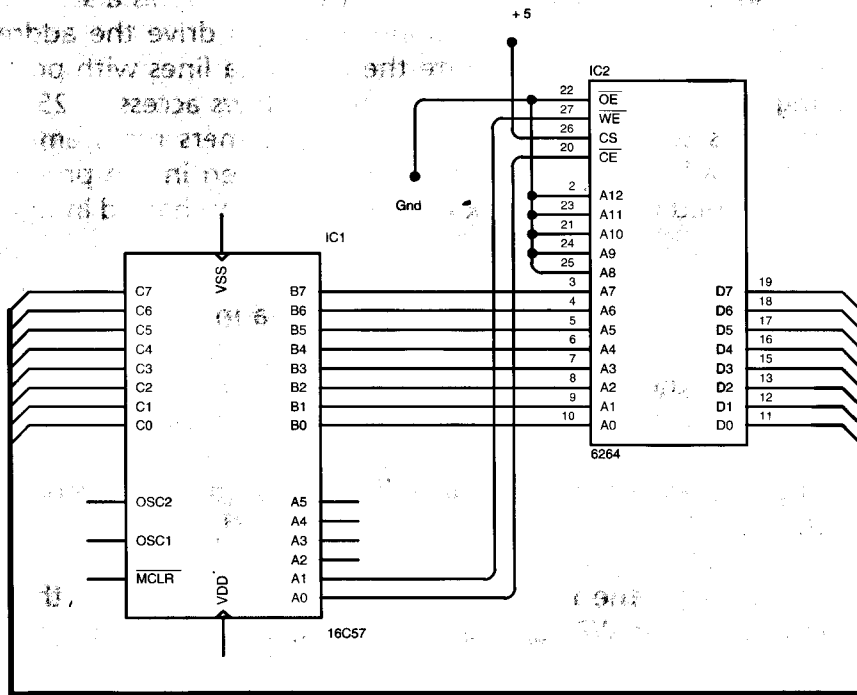 + 5
IC2
22 OE
27 WE
26 CS
20 CE
Gnd
2 A12
23 A11
21 A10
24 A9
25 A8
3 A7 D7 19
4 A6 D6 18
5 A5 D5 17
6 A4 D4 16
7 A3 D3 15
8 A2 D2 13
9 A1 D1 12
10 A0 D0 11
6264
IC1
VSS
C7 B7
C6 B6
C5 B5
C4 B4
C3 B3
C2 B2
C1 B1
C0 B0
OSC2 A5
A4
OSC1 A3
A2
MCLR A1
VDD A0
16C57